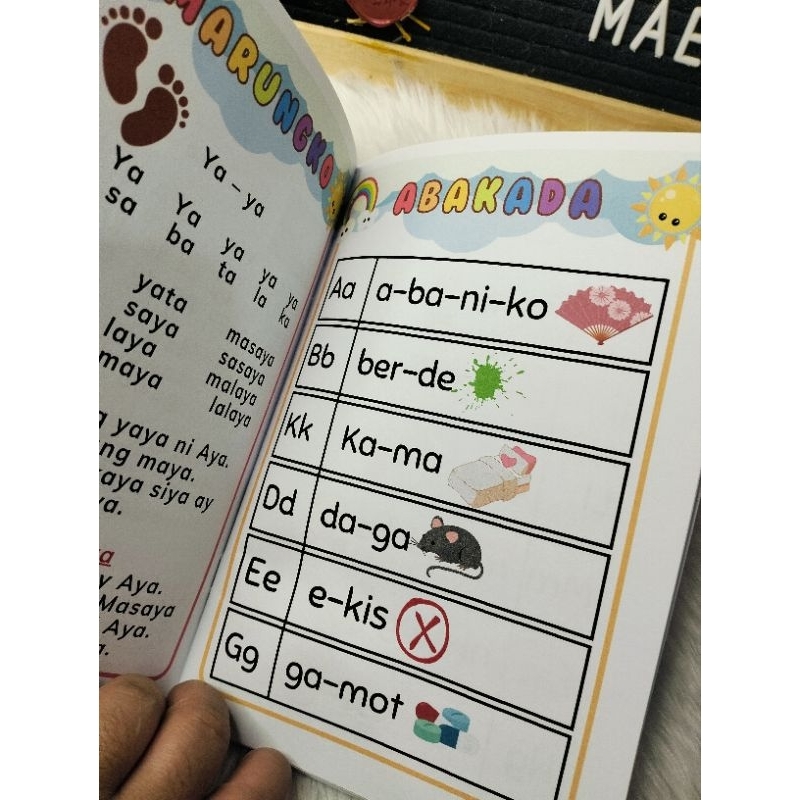 MAE
MARUNGKO
Ya – ya
Ya Ya ya ya ya
sa ba ta la ka
yata masaya
saya sasaya
laya malaya
maya lalaya
yaya ni Aya.
ng maya.
siya ay
Aya.
Masaya
Aya.
ABAKADA
Aa a-ba-ni-ko
Bb ber-de
Kk Ka-ma
Dd da-ga
Ee e-kis
X
Gg ga-mot